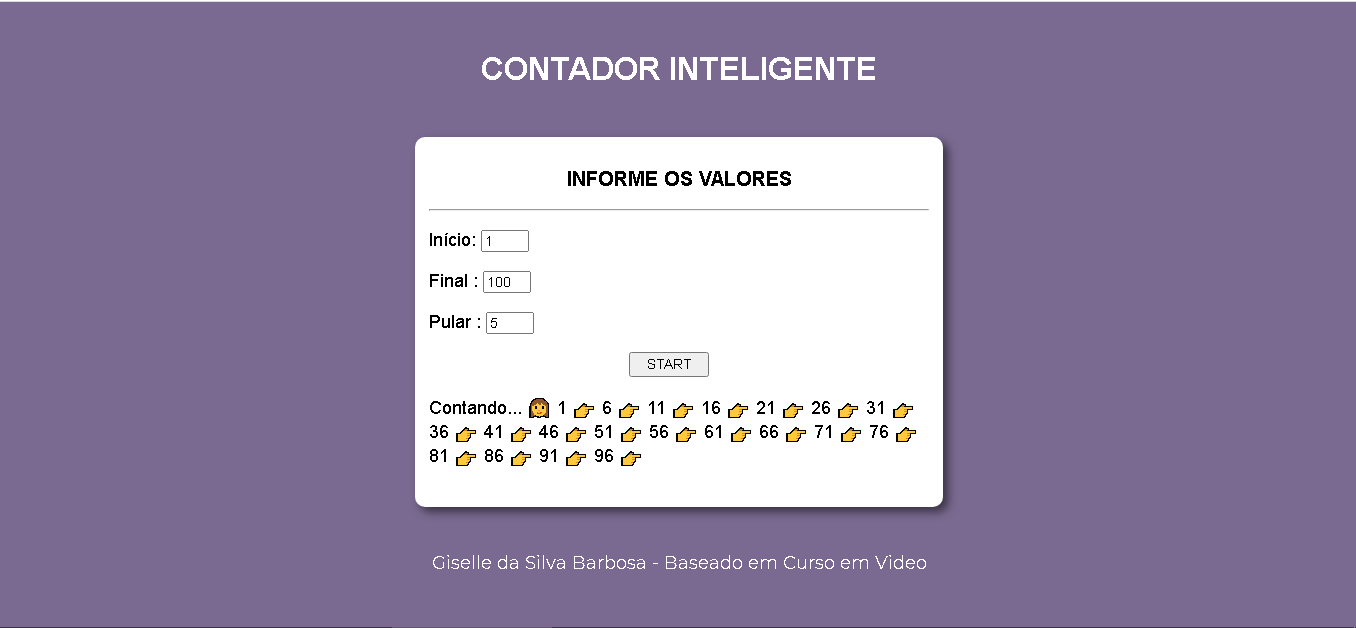 CONTADOR INTELIGENTE
INFORME OS VALORES
Início: 1
Final : 100
Pular : 5
START
Contando... 👩 1 👉 6 👉 11 👉 16 👉 21 👉 26 👉 31 👉
36 👉 41 👉 46 👉 51 👉 56 👉 61 👉 66 👉 71 👉 76 👉
81 👉 86 👉 91 👉 96 👉
Giselle da Silva Barbosa - Baseado em Curso em Video